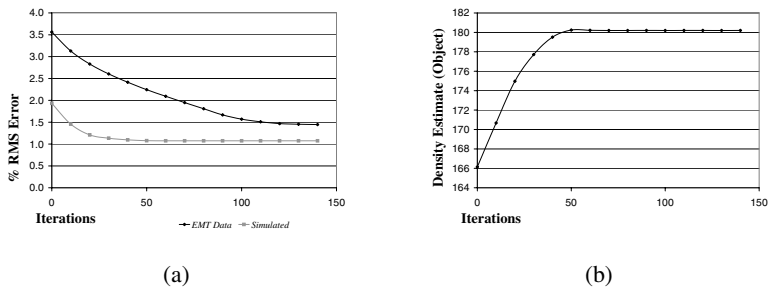 % RMS Error
4.0
3.5
3.0
2.5
2.0
1.5
1.0
0.5
0.0
0 50 100 150
Iterations
EMT Data Simulated
(a)
Density Estimate (Object)
182
180
178
176
174
172
170
168
166
164
0 50 100 150
Iterations
(b)